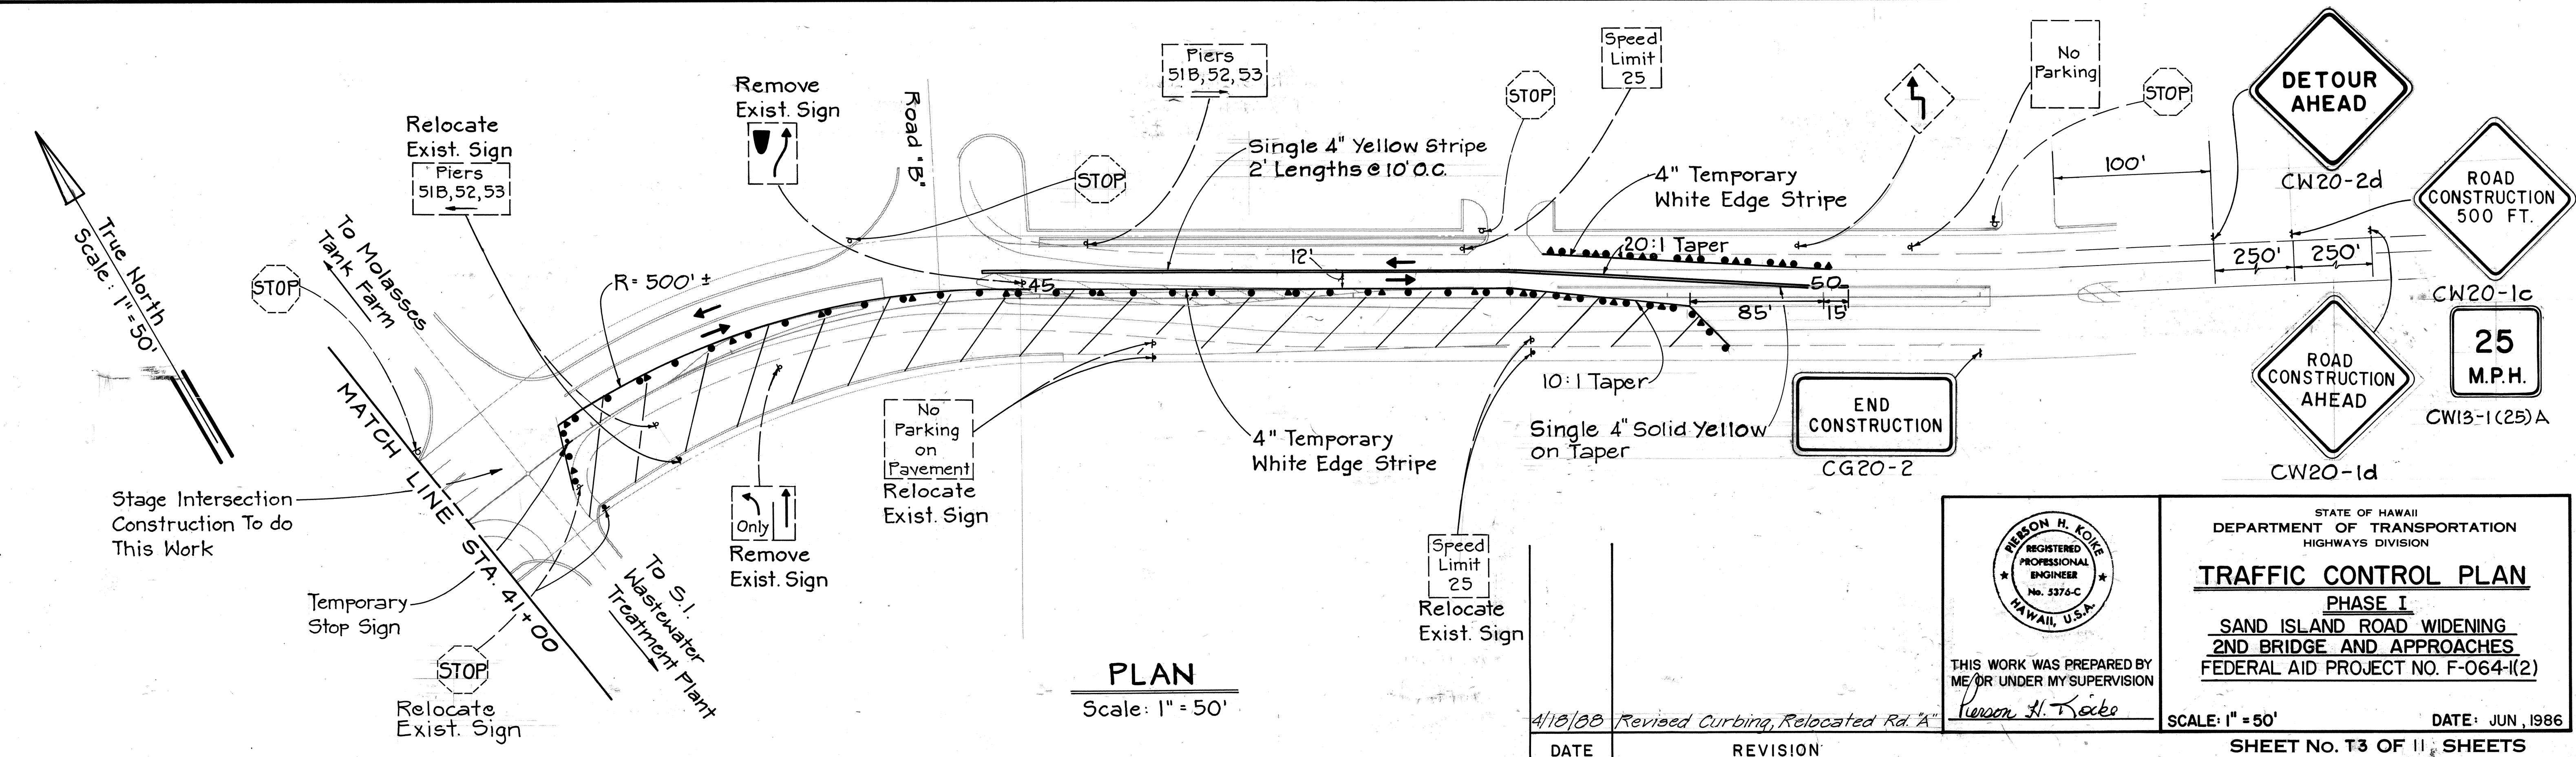 True North
Scale: 1" = 50'
STOP
To Molasses
Tank Farm
Relocate
Exist. Sign
Piers
51B, 52, 53
Remove
Exist. Sign
Road "B"
Piers
51B, 52, 53
STOP
Single 4" Yellow Stripe
2' Lengths @ 10' O.C.
STOP
Speed
Limit
25
4" Temporary
White Edge Stripe
No
Parking
STOP
100'
DETOUR
AHEAD
CW20-2d
ROAD
CONSTRUCTION
500 FT.
CW20-1c
250'
250'
R = 500' ±
45
12'
20:1 Taper
50
85'
15'
10:1 Taper
Single 4" Solid Yellow
on Taper
END
CONSTRUCTION
CG20-2
ROAD
CONSTRUCTION
AHEAD
CW20-1d
25
M.P.H.
CW13-1(25)A
MATCH LINE STA. 41+00
Stage Intersection
Construction To do
This Work
Temporary
Stop Sign
STOP
Relocate
Exist. Sign
To S.I.
Wastewater
Treatment Plant
Only
Remove
Exist. Sign
No
Parking
on
Pavement
Relocate
Exist. Sign
4" Temporary
White Edge Stripe
Speed
Limit
25
Relocate
Exist. Sign
PLAN
Scale: 1" = 50'
4/18/88 Revised Curbing, Relocated Rd. "A"
DATE REVISION
PIERSON H. KOIKE
REGISTERED
PROFESSIONAL
ENGINEER
No. 5376-C
HAWAII, U.S.A.
THIS WORK WAS PREPARED BY
ME OR UNDER MY SUPERVISION
Pierson H. Koike
STATE OF HAWAII
DEPARTMENT OF TRANSPORTATION
HIGHWAYS DIVISION
TRAFFIC CONTROL PLAN
PHASE I
SAND ISLAND ROAD WIDENING
2ND BRIDGE AND APPROACHES
FEDERAL AID PROJECT NO. F-064-1(2)
SCALE: 1" = 50' DATE: JUN, 1986
SHEET No. T3 OF 11 SHEETS